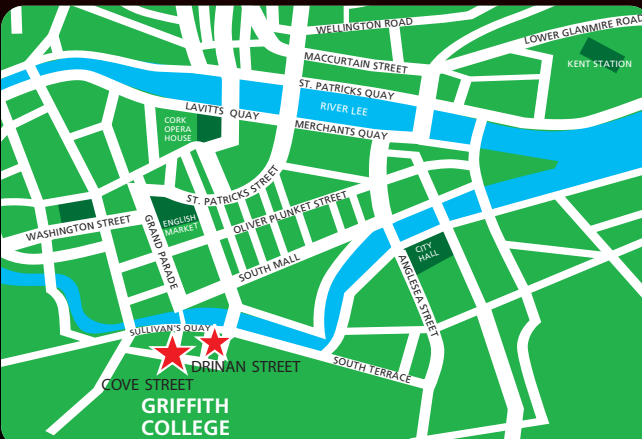 WELLINGTON ROAD
LOWER GLANMIRE ROAD
MACCURTAIN STREET
KENT STATION
ST. PATRICKS QUAY
RIVER LEE
LAVITTS QUAY
MERCHANTS QUAY
CORK
OPERA
HOUSE
ST. PATRICKS STREET
OLIVER PLUNKET STREET
WASHINGTON STREET
GRAND PARADE
ENGLISH
MARKET
SOUTH MALL
CITY
HALL
ANGLESEA STREET
SULLIVAN'S QUAY
SOUTH TERRACE
DRINAN STREET
COVE STREET
GRIFFITH
COLLEGE